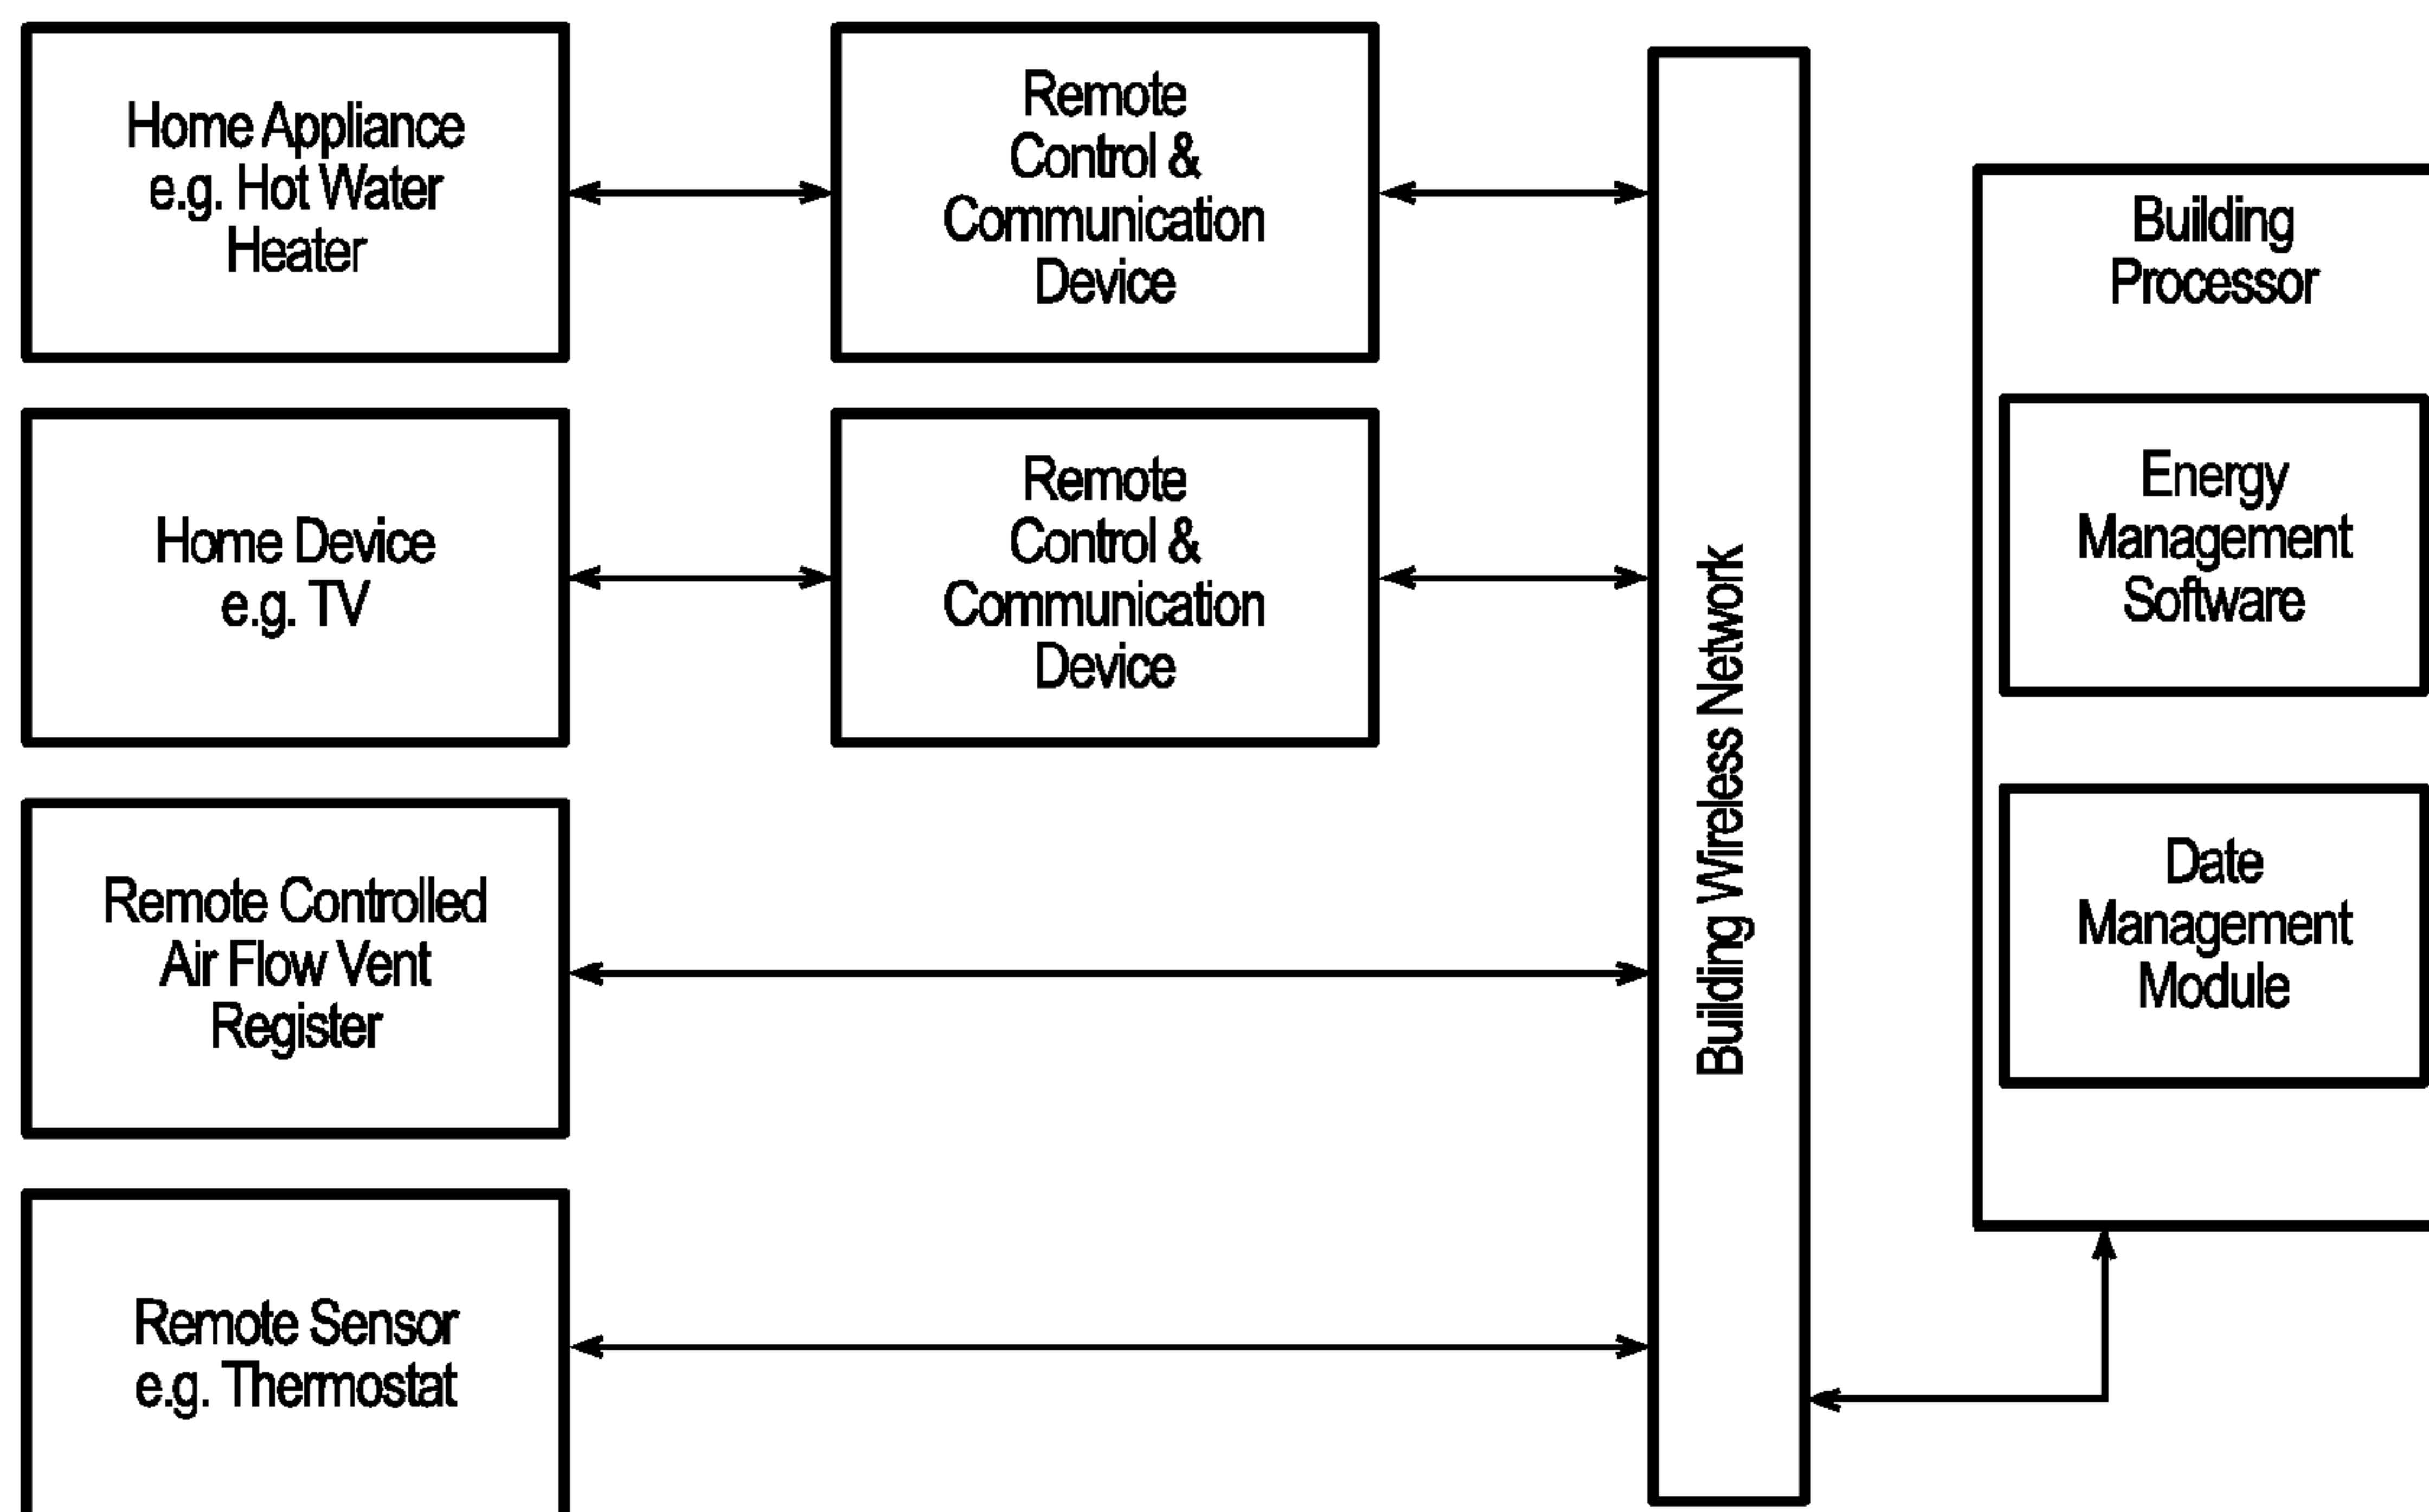 Home Appliance
e.g. Hot Water
Heater
Remote
Control &
Communication
Device
Home Device
e.g. TV
Remote
Control &
Communication
Device
Remote Controlled
Air Flow Vent
Register
Remote Sensor
e.g. Thermostat
Building Wireless Network
Building
Processor
Energy
Management
Software
Date
Management
Module